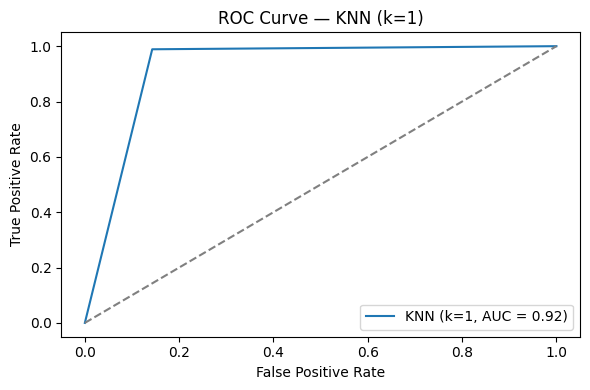 ROC Curve — KNN (k=1)
True Positive Rate
1.0
0.8
0.6
0.4
0.2
0.0
0.0 0.2 0.4 0.6 0.8 1.0
False Positive Rate
KNN (k=1, AUC = 0.92)